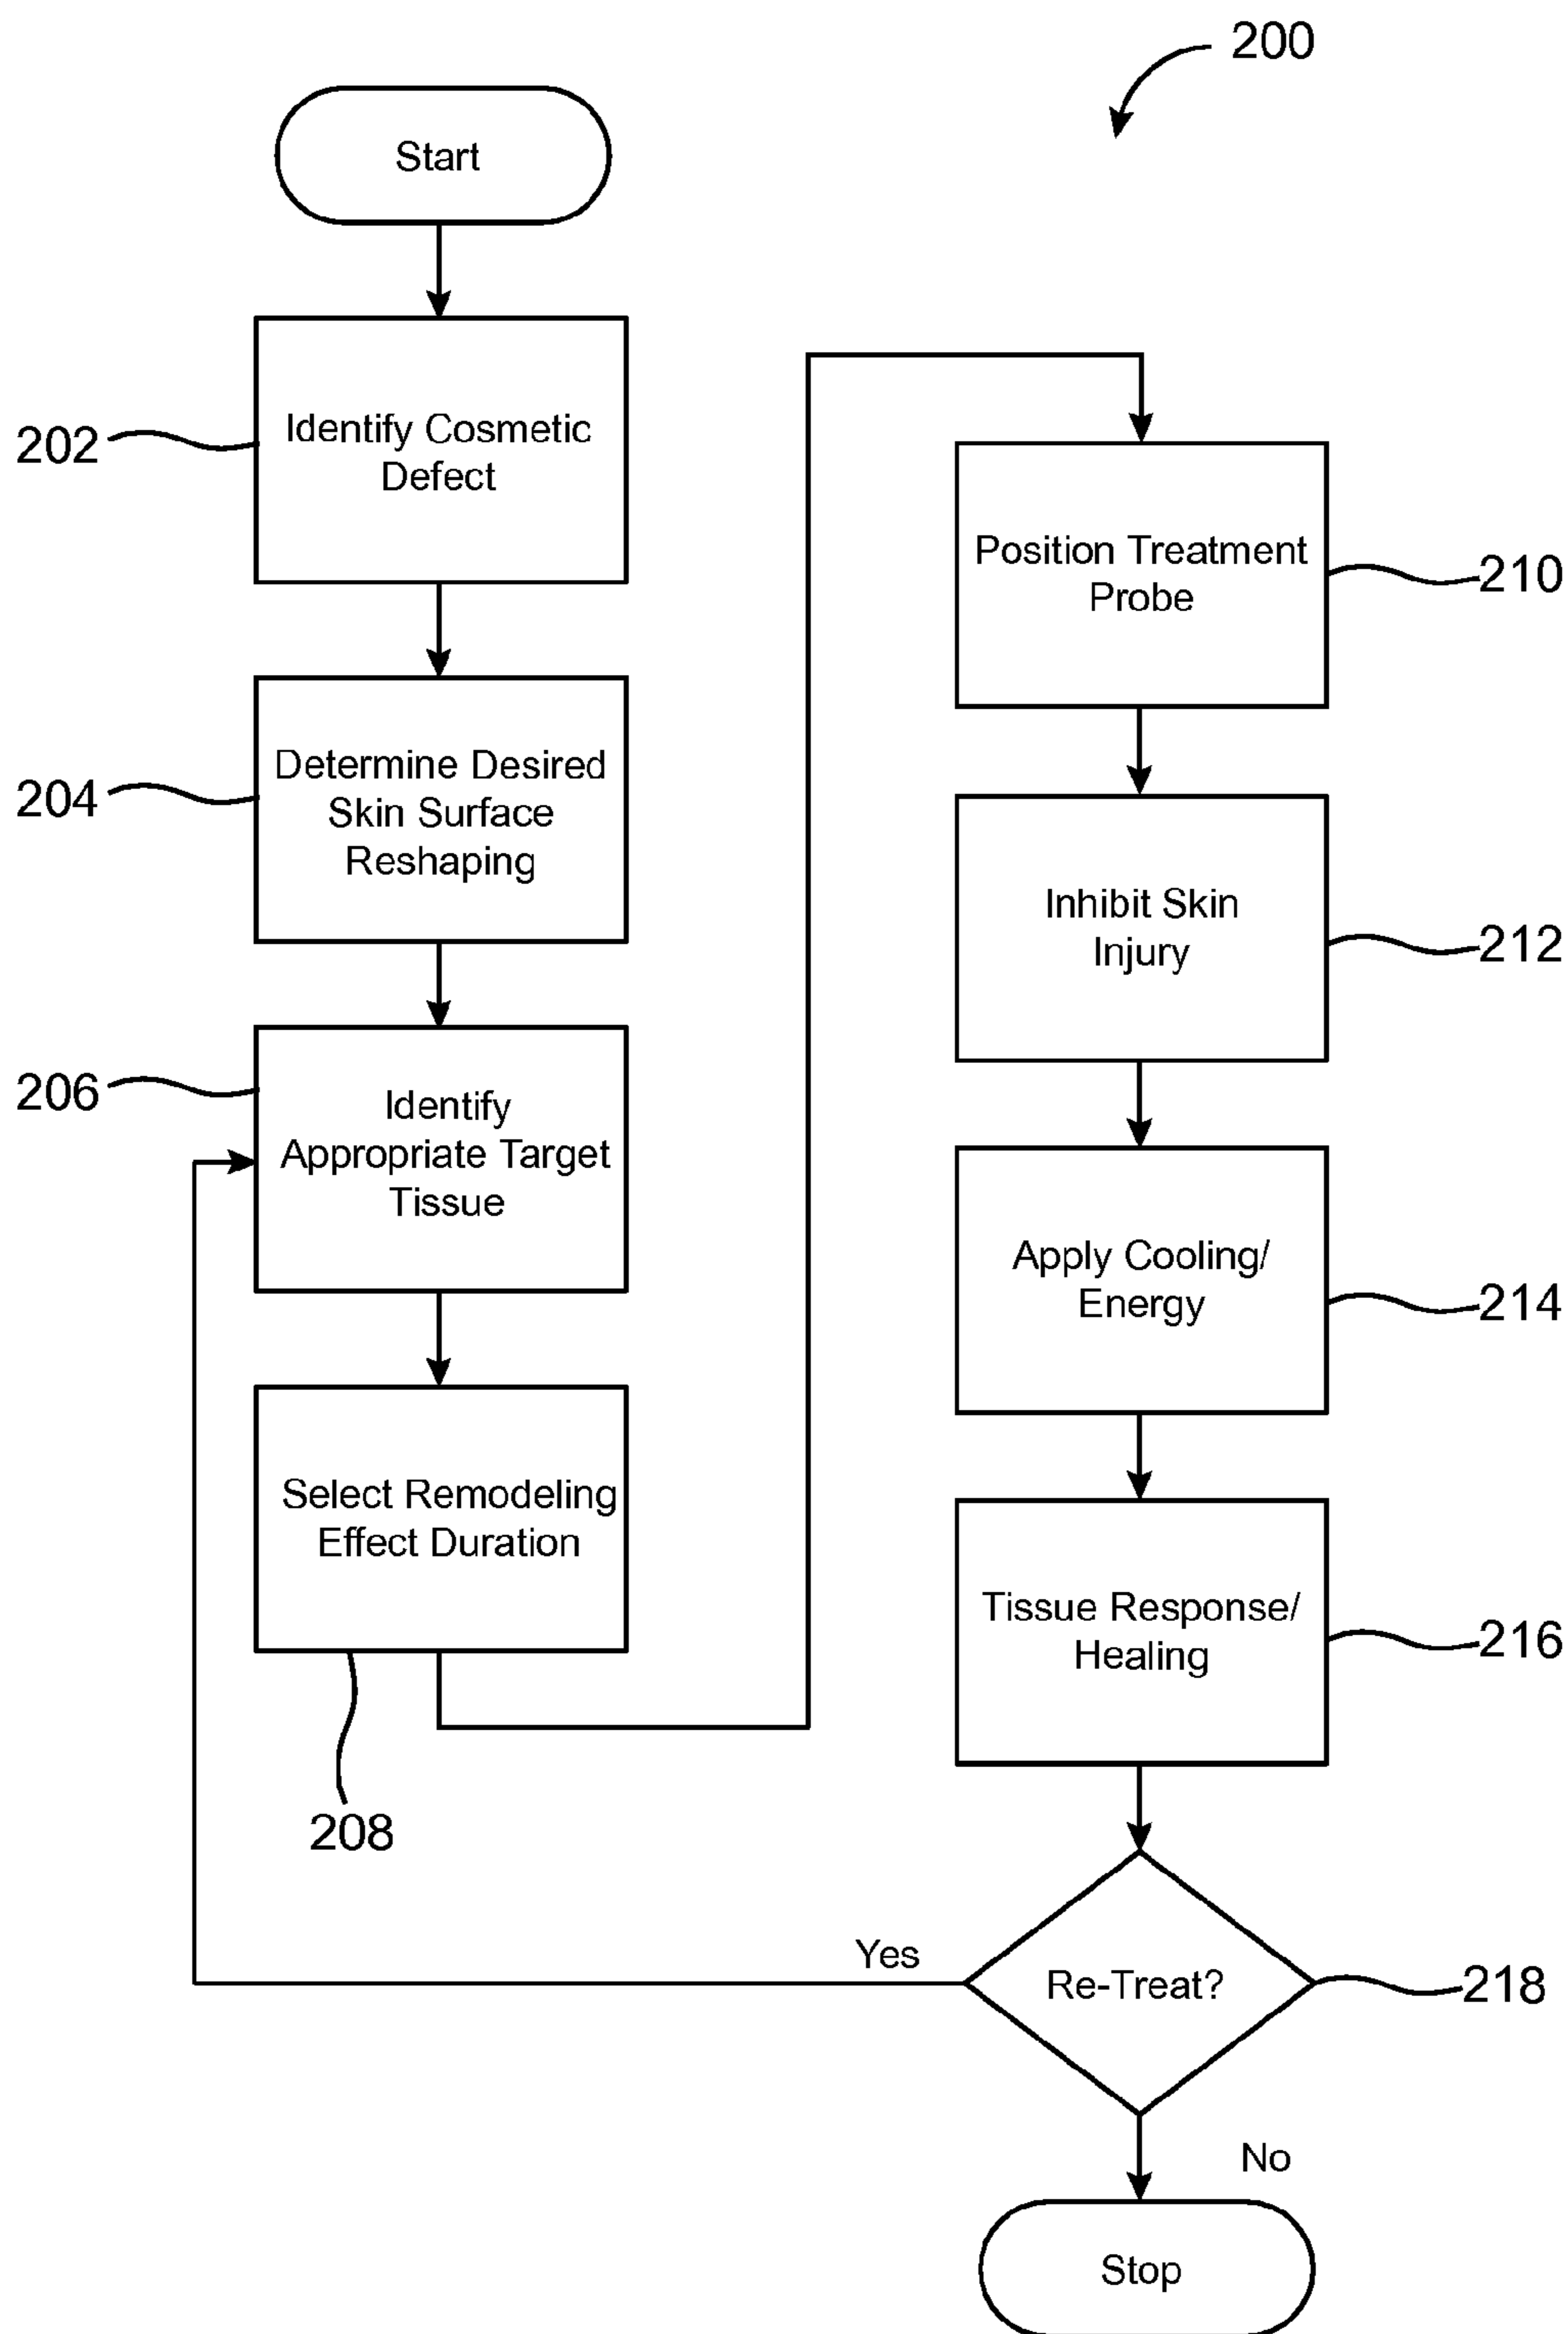 200
Start
202
Identify Cosmetic
Defect
204
Determine Desired
Skin Surface
Reshaping
206
Identify
Appropriate Target
Tissue
Select Remodeling
Effect Duration
208
Position Treatment
Probe
210
Inhibit Skin
Injury
212
Apply Cooling/
Energy
214
Tissue Response/
Healing
216
Yes
Re-Treat?
218
No
Stop